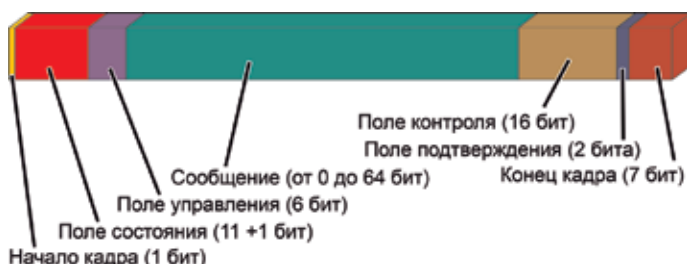 Поле контроля (16 бит)
Поле подтверждения (2 бита)
Сообщение (от 0 до 64 бит)
Конец кадра (7 бит)
Поле управления (6 бит)
Поле состояния (11 +1 бит)
Начало кадра (1 бит)